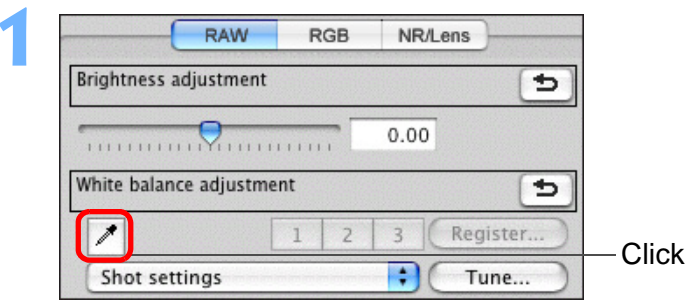 1
RAW RGB NR/Lens
Brightness adjustment
0.00
White balance adjustment
1 2 3 Register...
Click
Shot settings Tune...